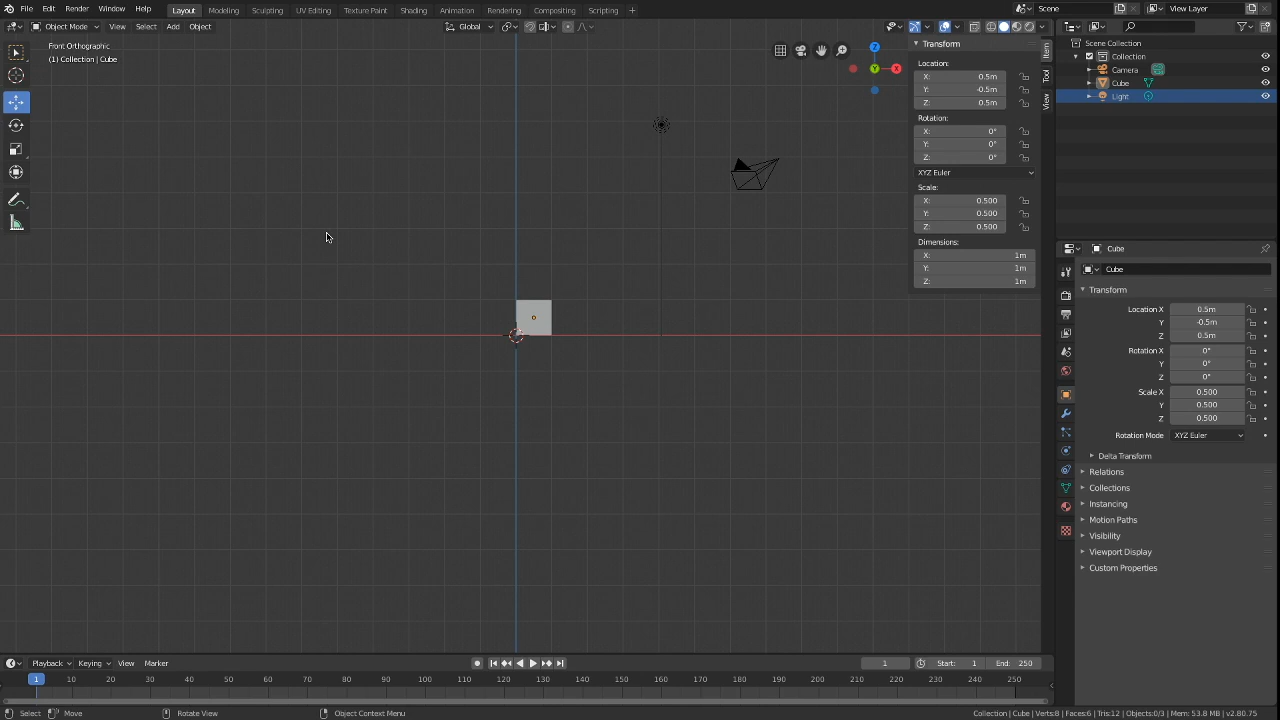 File Edit Render Window Help Layout Modeling Sculpting UV Editing Texture Paint Shading Animation Rendering Compositing Scripting + Scene View Layer
Object Mode View Select Add Object Global
Front Orthographic
(1) Collection | Cube
Z
Y
X
Transform
Location:
X: 0.5m
Y: -0.5m
Z: 0.5m
Rotation:
X: 0°
Y: 0°
Z: 0°
XYZ Euler
Scale:
X: 0.500
Y: 0.500
Z: 0.500
Dimensions:
X: 1m
Y: 1m
Z: 1m
Item
Tool
View
Scene Collection
Collection
Camera
Cube
Light
Cube
Cube
Transform
Location X 0.5m
Y -0.5m
Z 0.5m
Rotation X 0°
Y 0°
Z 0°
Scale X 0.500
Y 0.500
Z 0.500
Rotation Mode XYZ Euler
Delta Transform
Relations
Collections
Instancing
Motion Paths
Visibility
Viewport Display
Custom Properties
Playback Keying View Marker 1 Start: 1 End: 250
1 10 20 30 40 50 60 70 80 90 100 110 120 130 140 150 160 170 180 190 200 210 220 230 240 250
Select Move Rotate View Object Context Menu Collection | Cube | Verts:8 | Faces:6 | Tris:12 | Objects:0/3 | Mem: 53.8 MB | v2.80.75